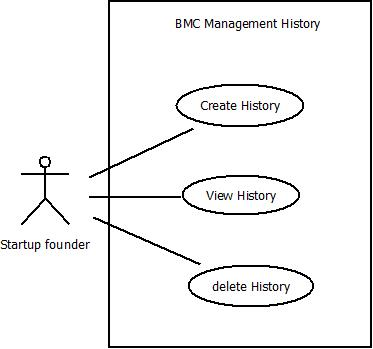 BMC Management History
Create History
View History
Startup founder
delete History